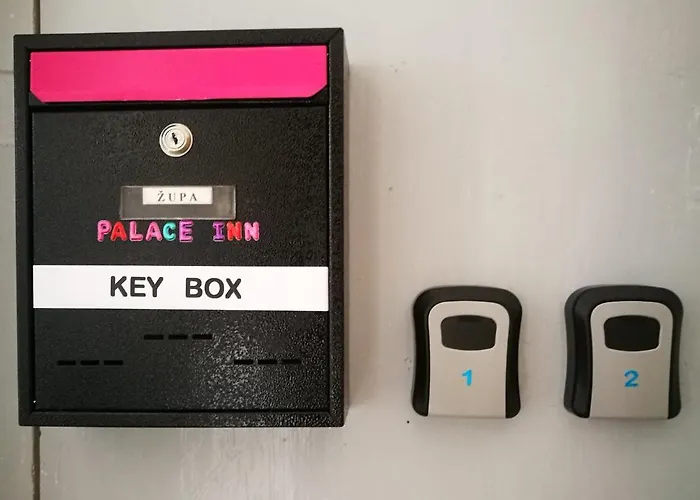 ŽUPA
PALACE INN
KEY BOX
1
2